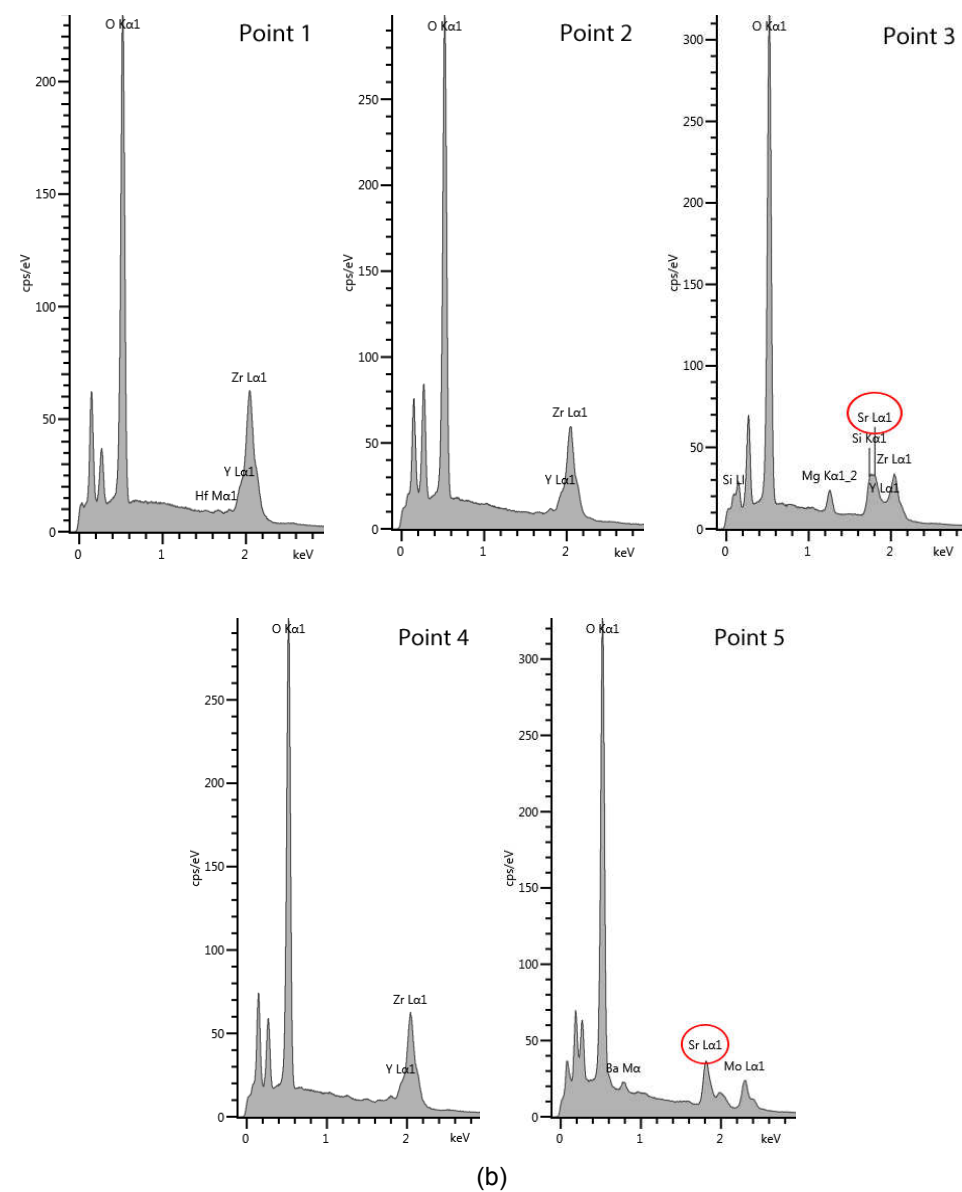 Point 1
O Kα1
200
150
100
50
0
cps/eV
Zr Lα1
Y Lα1
Hf Mα1
0 1 2 keV
Point 2
O Kα1
250
200
150
100
50
0
cps/eV
Zr Lα1
Y Lα1
0 1 2 keV
Point 3
O Kα1
300
250
200
150
100
50
0
cps/eV
Sr Lα1
Si Kα1
Zr Lα1
Mg Kα1_2
Si Ll
Y Lα1
0 1 2 keV
Point 4
O Kα1
250
200
150
100
50
0
cps/eV
Zr Lα1
Y Lα1
0 1 2 keV
Point 5
O Kα1
300
250
200
150
100
50
0
cps/eV
Sr Lα1
Ba Mα
Mo Lα1
0 1 2 keV
(b)